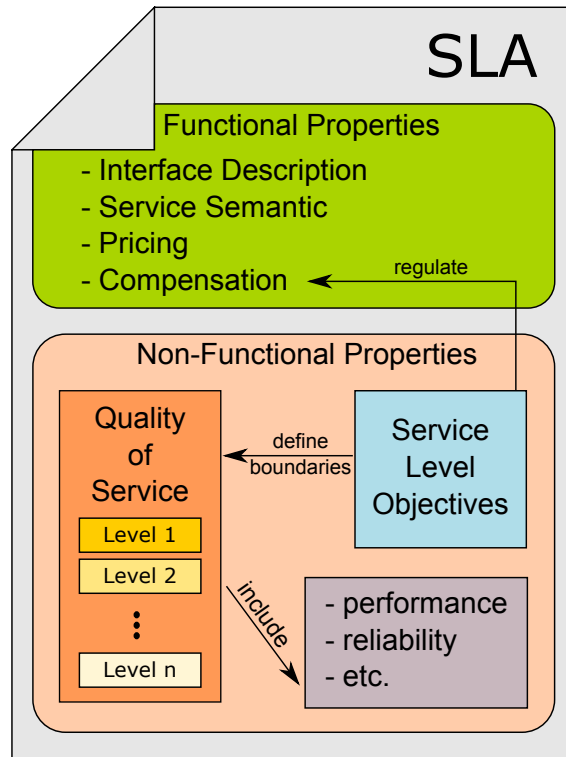 SLA
Functional Properties
- Interface Description
- Service Semantic
- Pricing
- Compensation
regulate
Non-Functional Properties
Quality
of
Service
Level 1
Level 2
Level n
define
boundaries
Service
Level
Objectives
include
- performance
- reliability
- etc.